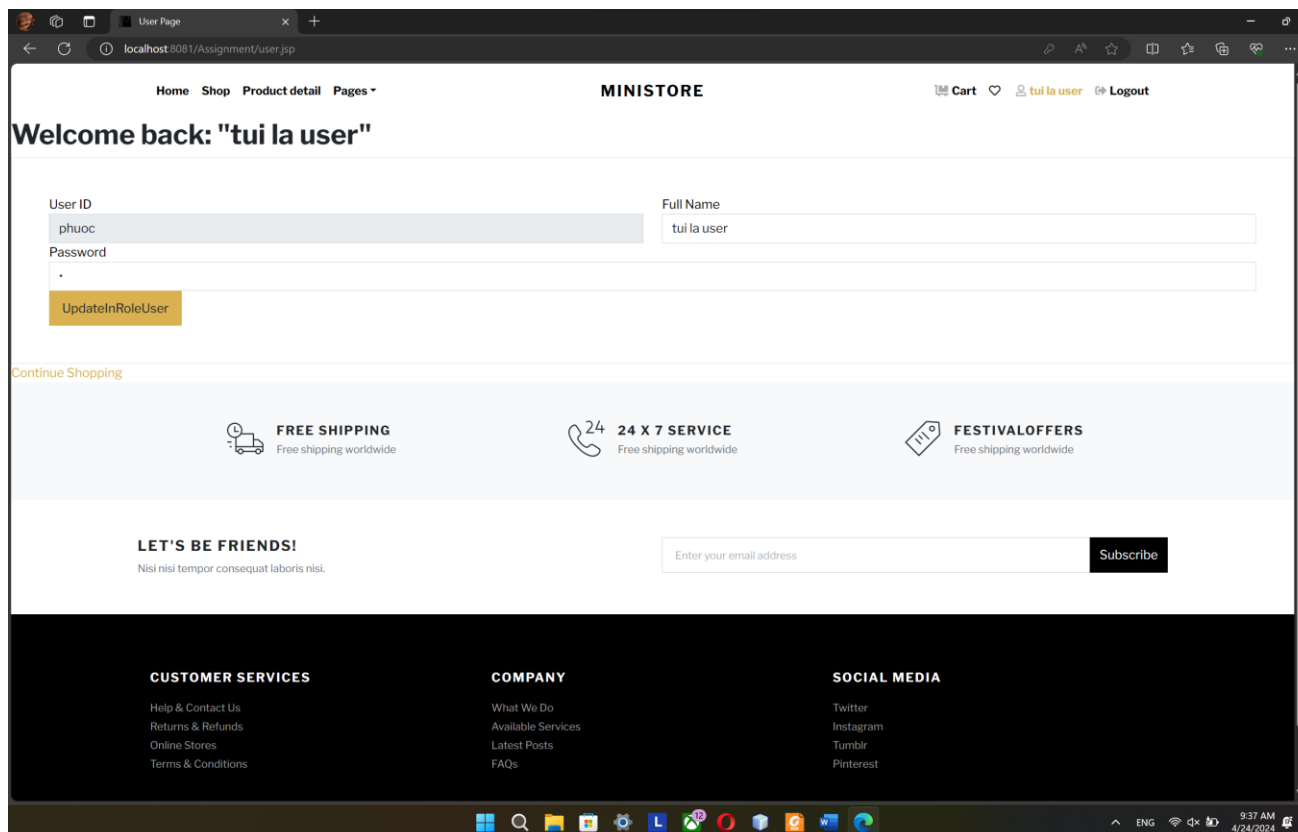 User Page
localhost:8081/Assignment/user.jsp
Home Shop Product detail Pages
MINISTORE
Cart tui la user Logout
Welcome back: "tui la user"
User ID
Full Name
phuoc
tui la user
Password
UpdateInRoleUser
Continue Shopping
FREE SHIPPING
Free shipping worldwide
24
24 X 7 SERVICE
Free shipping worldwide
FESTIVALOFFERS
Free shipping worldwide
LET'S BE FRIENDS!
Nisi nisi tempor consequat laboris nisi.
Enter your email address
Subscribe
CUSTOMER SERVICES
Help & Contact Us
Returns & Refunds
Online Stores
Terms & Conditions
COMPANY
What We Do
Available Services
Latest Posts
FAQs
SOCIAL MEDIA
Twitter
Instagram
Tumblr
Pinterest
L
12
ENG
9:37 AM
4/24/2024